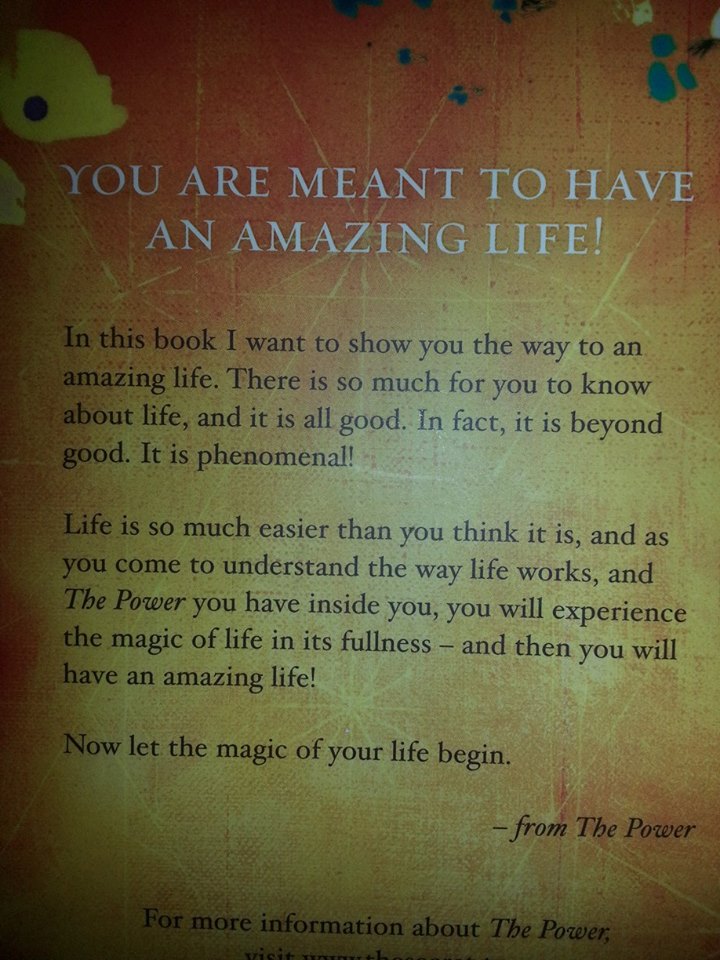 YOU ARE MEANT TO HAVE
AN AMAZING LIFE!
In this book I want to show you the way to an
amazing life. There is so much for you to know
about life, and it is all good. In fact, it is beyond
good. It is phenomenal!
Life is so much easier than you think it is, and as
you come to understand the way life works, and
The Power you have inside you, you will experience
the magic of life in its fullness – and then you will
have an amazing life!
Now let the magic of your life begin.
– from The Power
For more information about The Power,
visit